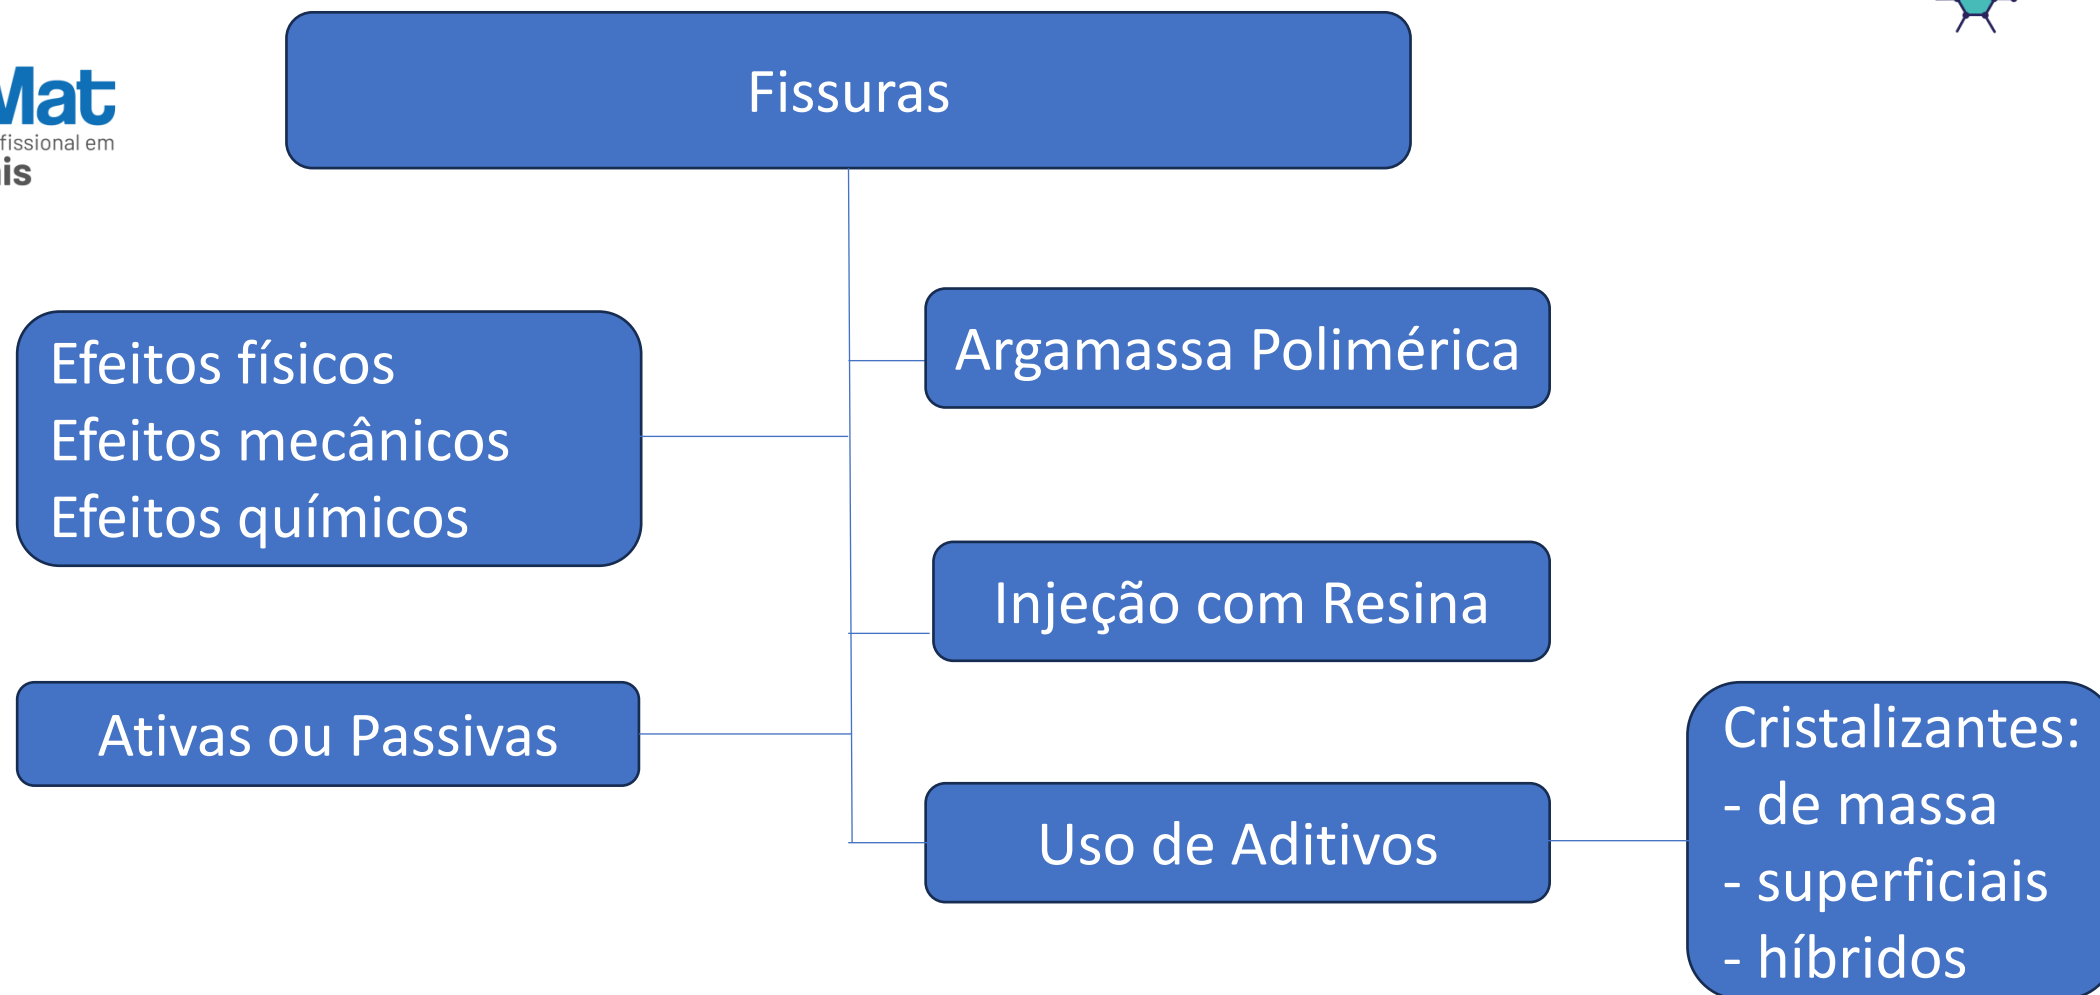 Fissuras
Mat
fissional em
is
Efeitos físicos
Efeitos mecânicos
Efeitos químicos
Argamassa Polimérica
Injeção com Resina
Ativas ou Passivas
Uso de Aditivos
Cristalizantes:
- de massa
- superficiais
- híbridos